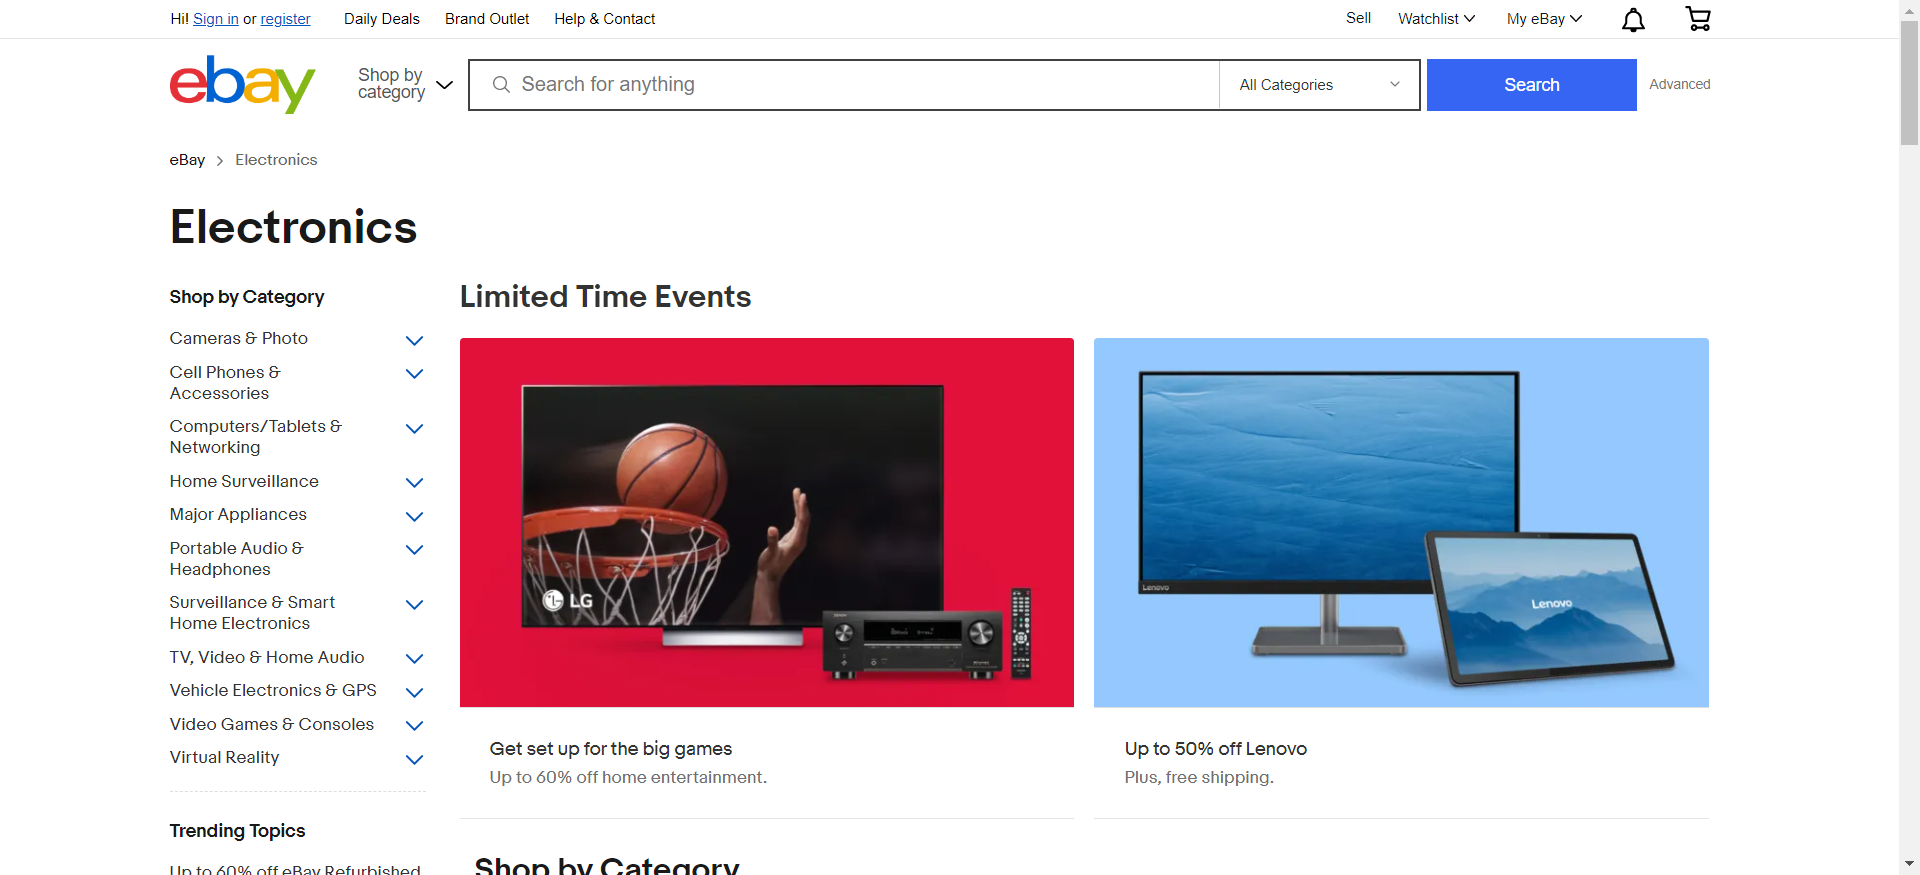 Hi! Sign in or register Daily Deals Brand Outlet Help & Contact Sell Watchlist My eBay
ebay
Shop by category
Search for anything
All Categories
Search
Advanced
eBay Electronics
Electronics
Shop by Category
Cameras & Photo
Cell Phones &
Accessories
Computers/Tablets &
Networking
Home Surveillance
Major Appliances
Portable Audio &
Headphones
Surveillance & Smart
Home Electronics
TV, Video & Home Audio
Vehicle Electronics & GPS
Video Games & Consoles
Virtual Reality
Trending Topics
Up to 60% off eBay Refurbished
Limited Time Events
LG
Get set up for the big games
Up to 60% off home entertainment.
Lenovo
Lenovo
Up to 50% off Lenovo
Plus, free shipping.
Shop by Category